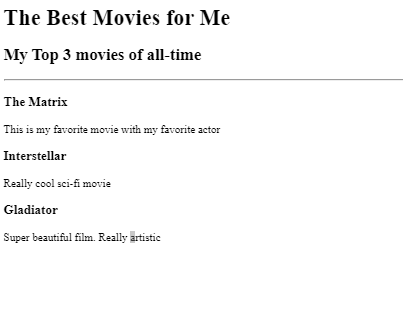 The Best Movies for Me
My Top 3 movies of all-time
The Matrix
This is my favorite movie with my favorite actor
Interstellar
Really cool sci-fi movie
Gladiator
Super beautiful film. Really artistic